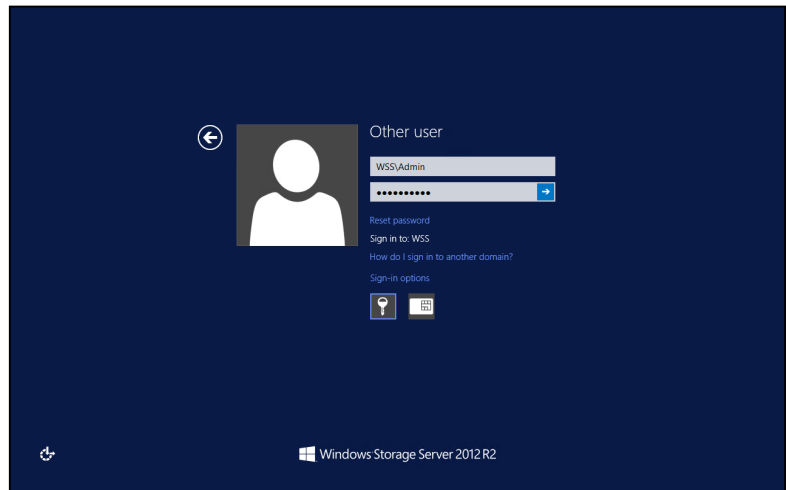 Other user
WSS\Admin
••••••••••
Reset password
Sign in to: WSS
How do I sign in to another domain?
Sign-in options
Windows Storage Server 2012 R2